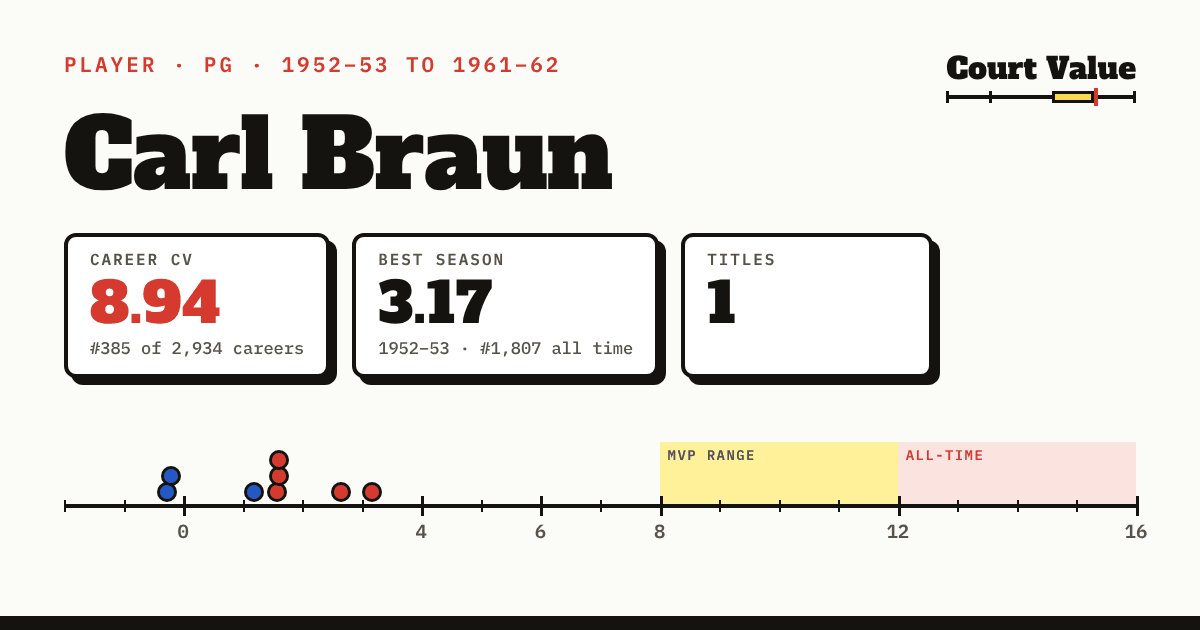 PLAYER · PG · 1952–53 TO 1961–62
Court Value
Carl Braun
CAREER CV
8.94
#385 of 2,934 careers
BEST SEASON
3.17
1952–53 · #1,807 all time
TITLES
1
MVP RANGE
ALL-TIME
0 4 6 8 12 16